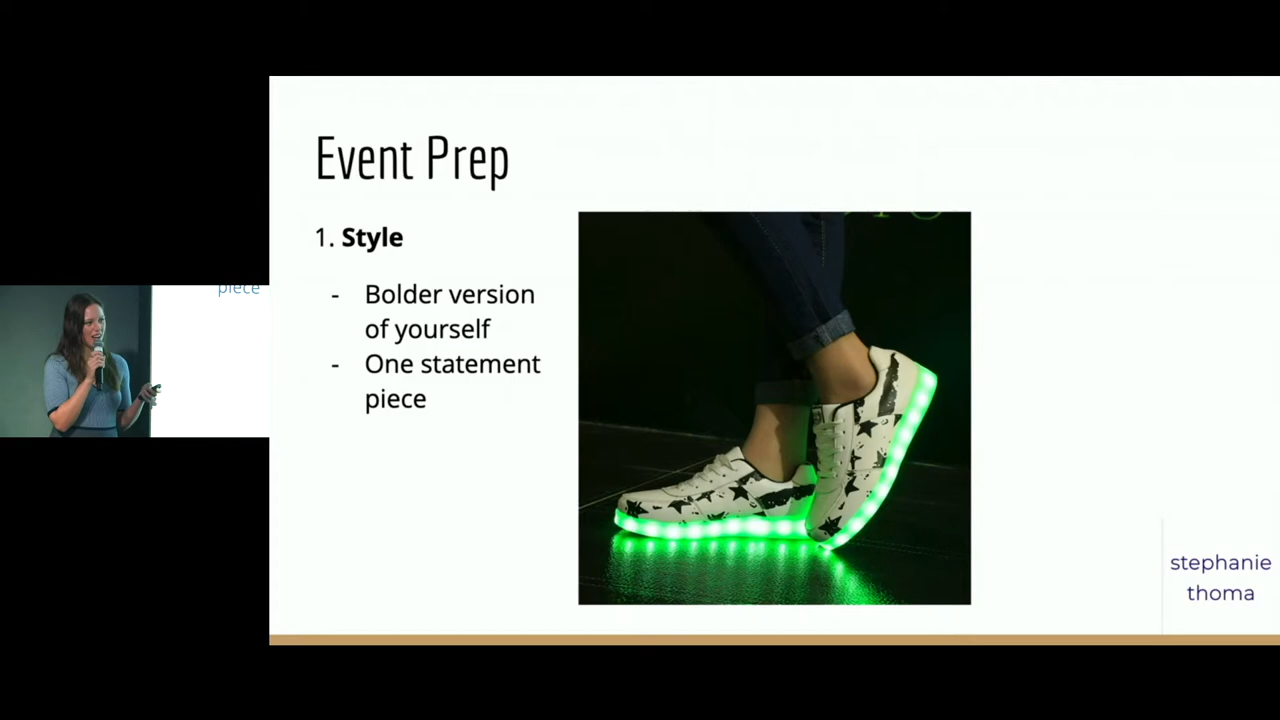 Event Prep
1. Style
- Bolder version
of yourself
- One statement
piece
piece
stephanie
thoma